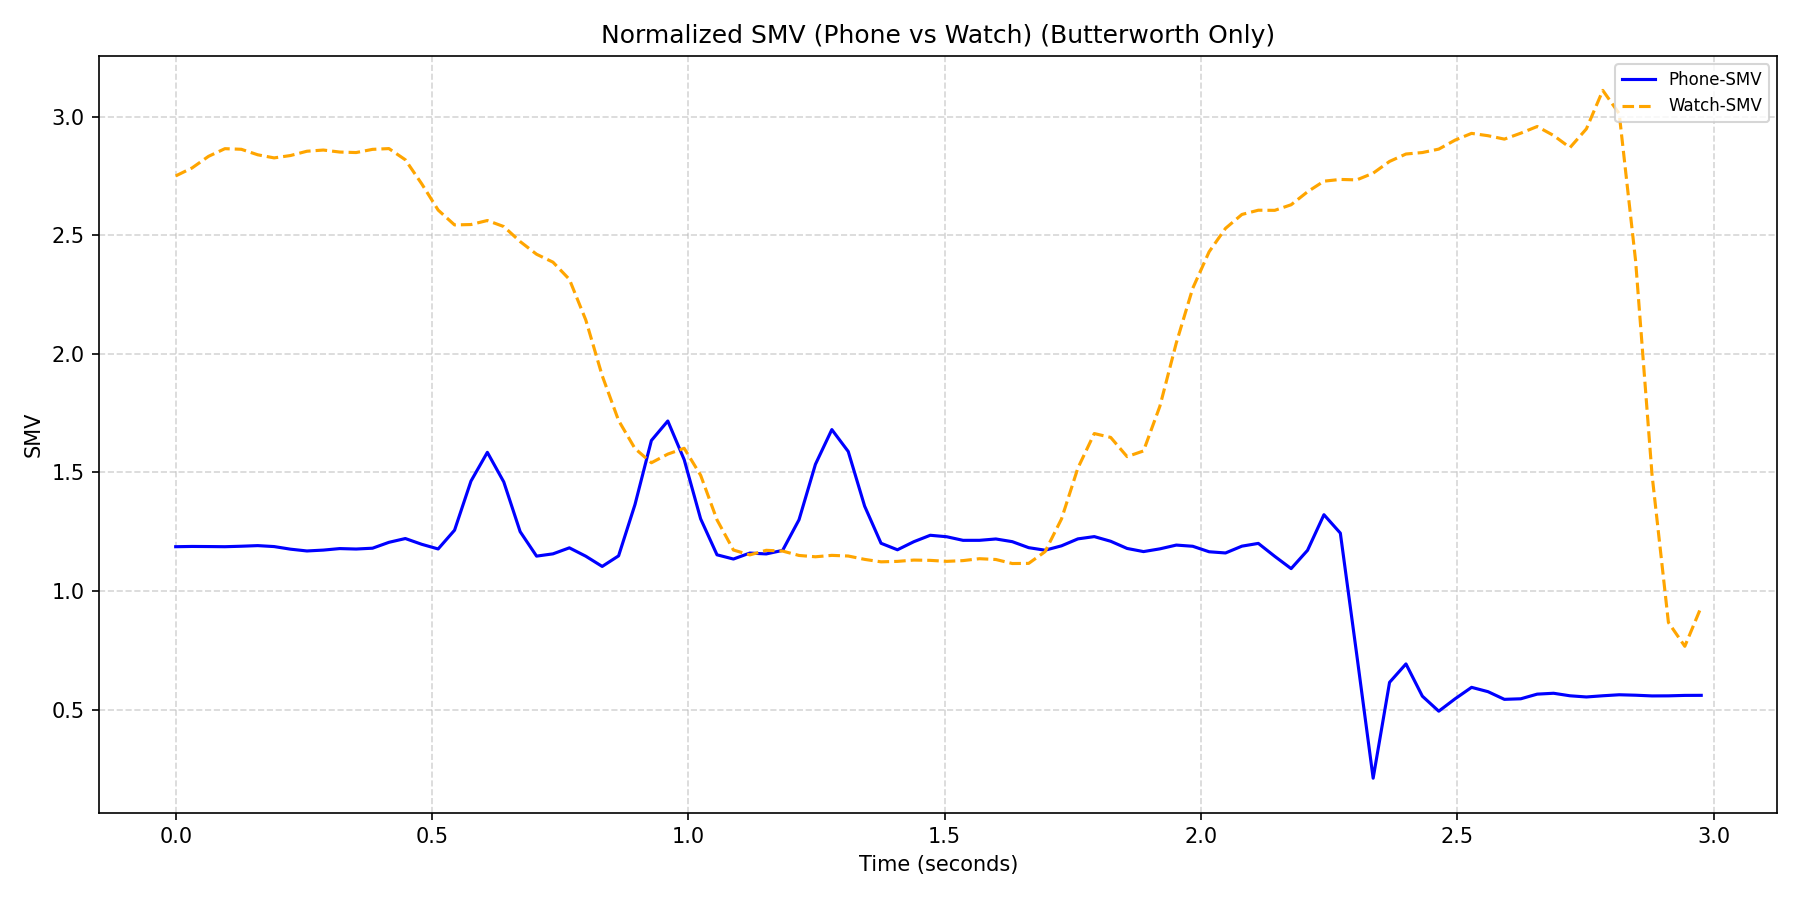 Normalized SMV (Phone vs Watch) (Butterworth Only)
Phone-SMV
Watch-SMV
SMV
3.0
2.5
2.0
1.5
1.0
0.5
0.0 0.5 1.0 1.5 2.0 2.5 3.0
Time (seconds)